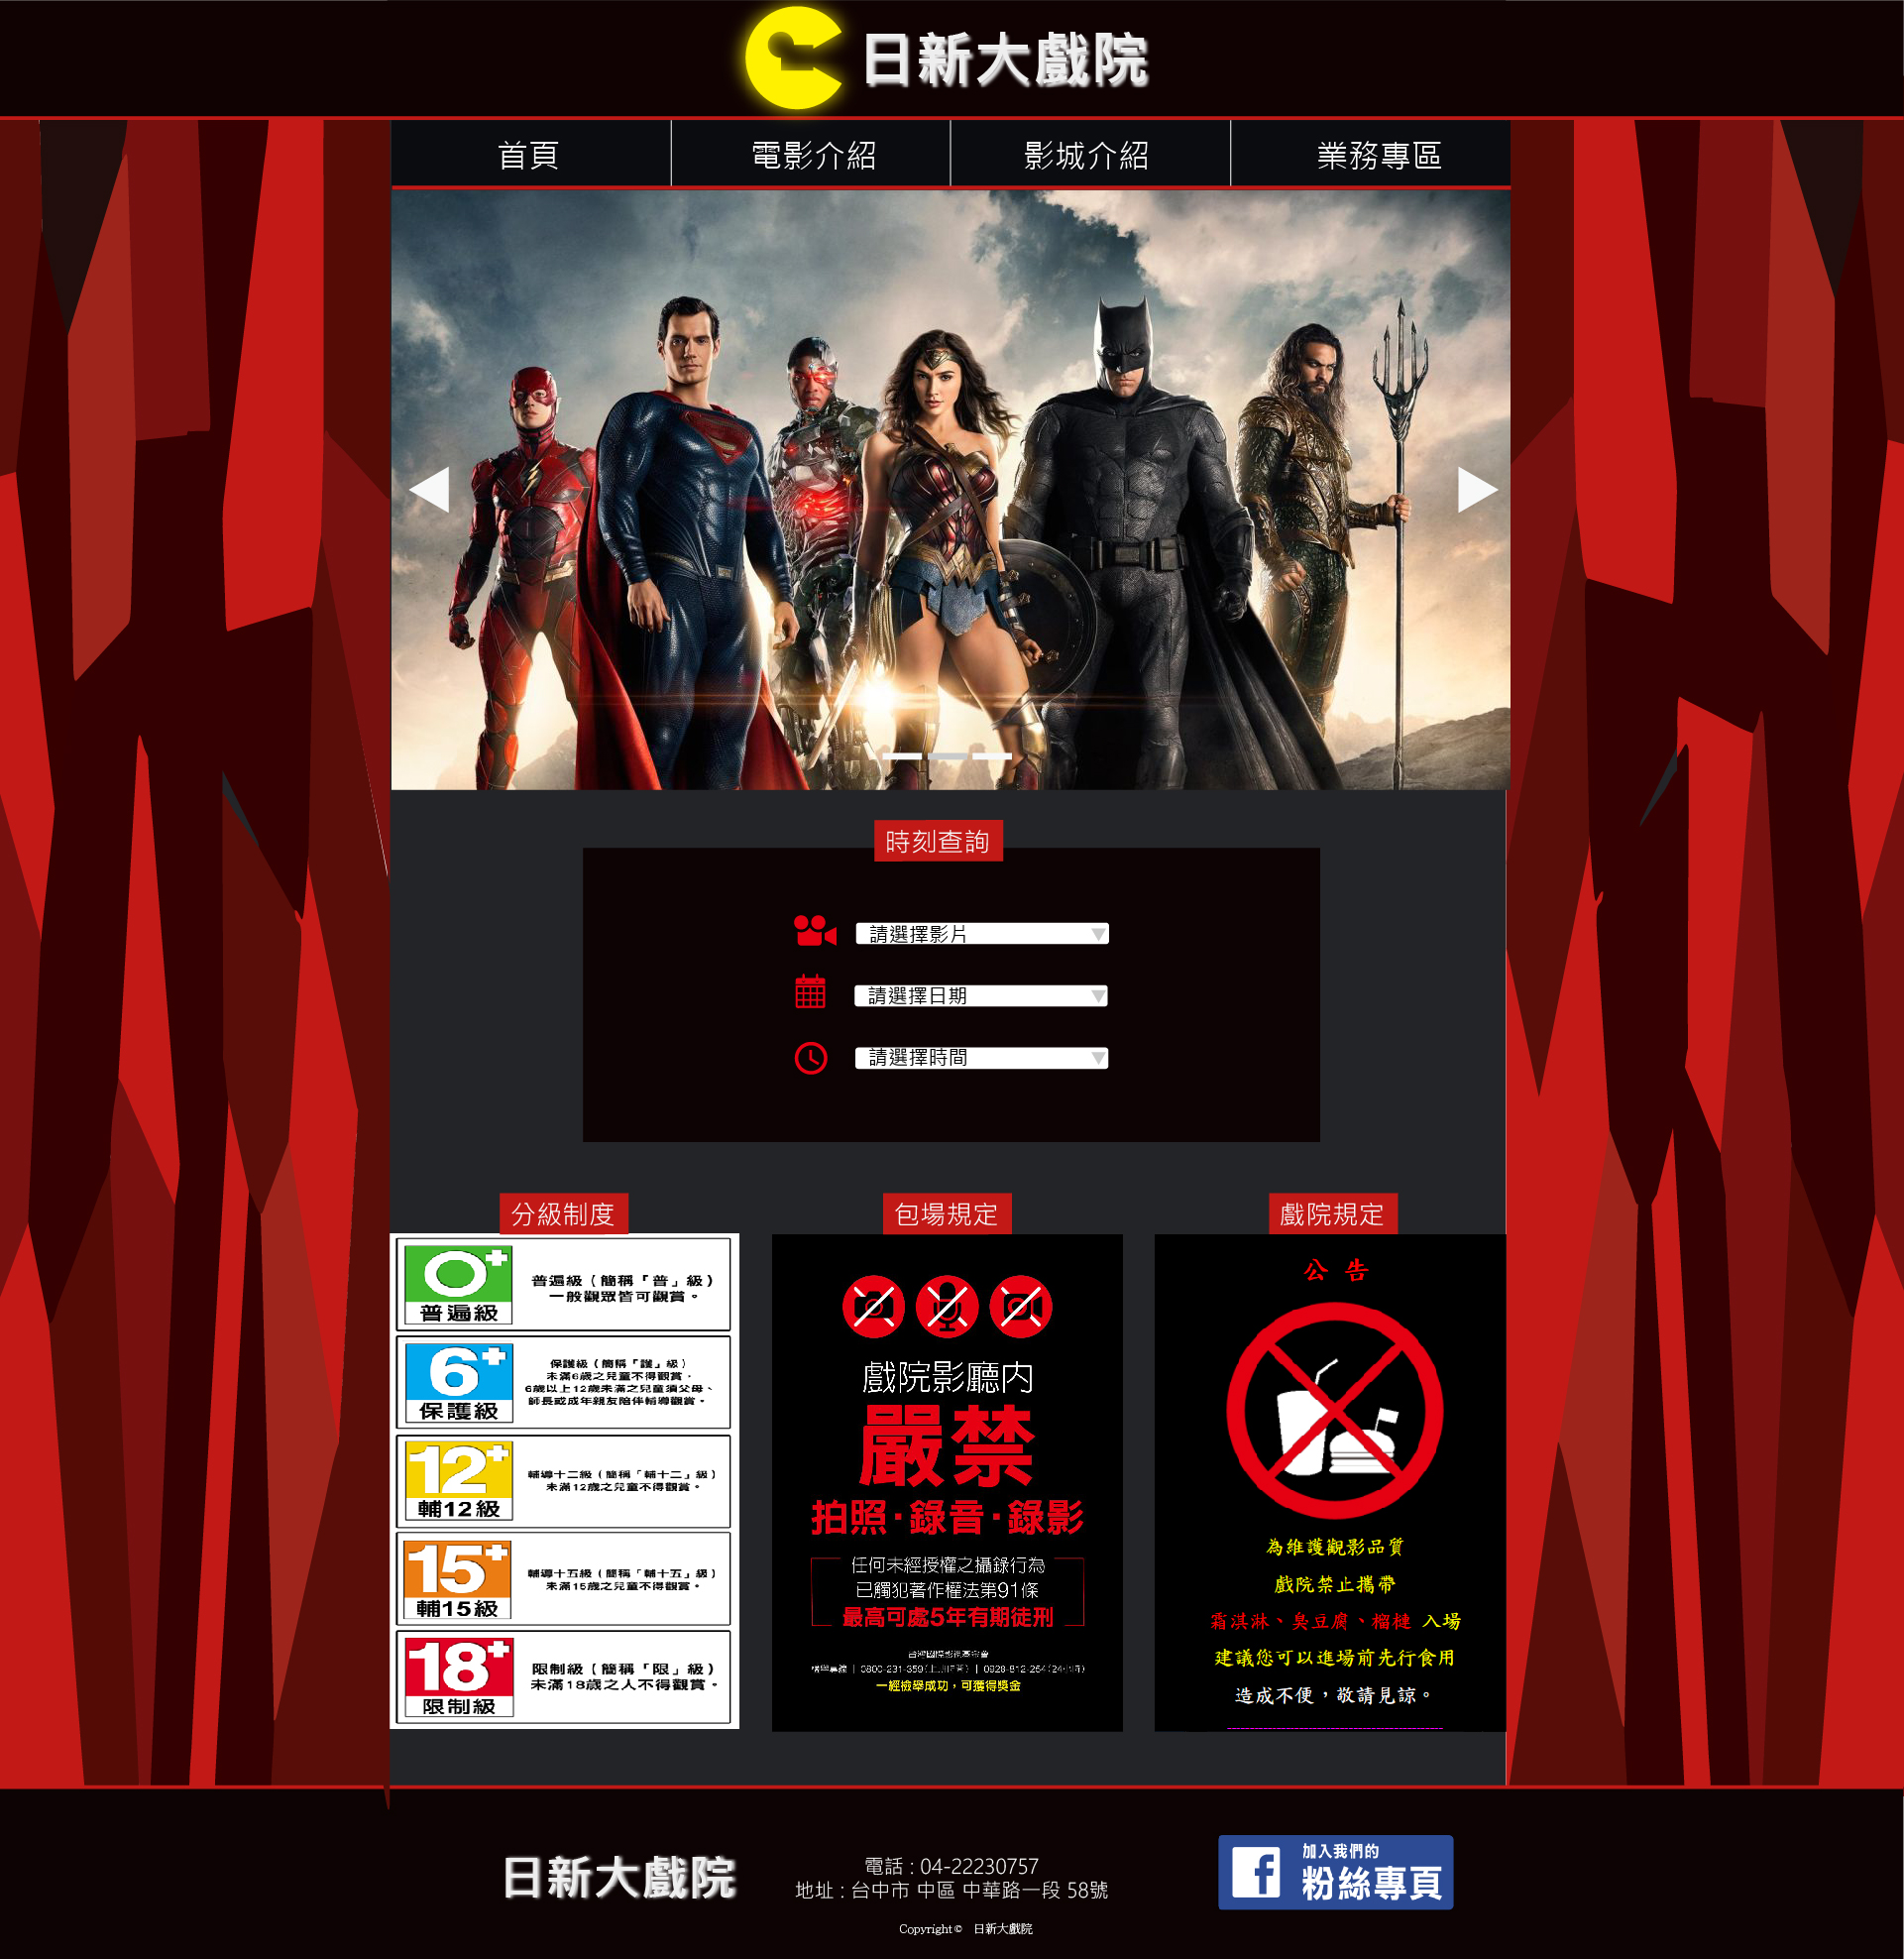 日新大戲院
首頁
電影介紹
影城介紹
業務專區
時刻查詢
請選擇影片
請選擇日期
請選擇時間
分級制度
普遍級
普遍級（簡稱「普」級）
一般觀眾皆可觀賞。
6+
保護級
保護級（簡稱「護」級）
未滿6歲之兒童不得觀賞，
6歲以上12歲未滿之兒童須父母、
師長或成年親友陪伴輔導觀賞。
12+
輔12級
輔導十二級（簡稱「輔十二」級）
未滿12歲之兒童不得觀賞。
15+
輔15級
輔導十五級（簡稱「輔十五」級）
未滿15歲之兒童不得觀賞。
18+
限制級
限制級（簡稱「限」級）
未滿18歲之人不得觀賞。
包場規定
戲院影廳內
嚴禁
拍照·錄音·錄影
任何未經授權之攝錄行為
已觸犯著作權法第91條
最高可處5年有期徒刑
一經檢舉成功，可獲得獎金
戲院規定
公 告
為維護觀影品質
戲院禁止攜帶
霜淇淋、臭豆腐、榴槤 入場
建議您可以進場前先行食用
造成不便，敬請見諒。
日新大戲院
電話 : 04-22230757
地址 : 台中市 中區 中華路一段 58號
Copyright © 日新大戲院
加入我們的
粉絲專頁